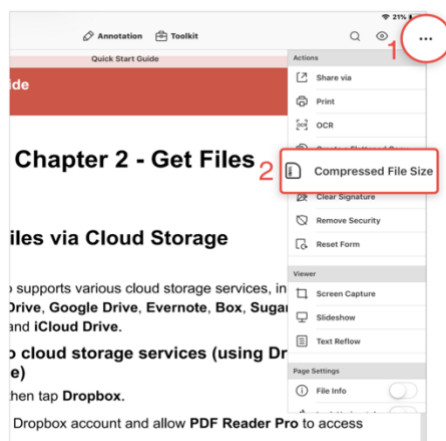 21%
Annotation Toolkit
1
Quick Start Guide
Actions
ide
Share via
Print
OCR
OCR
Chapter 2 - Get Files
2
Compressed File Size
Clear Signature
Remove Security
iles via Cloud Storage
Reset Form
Viewer
supports various cloud storage services, in
Screen Capture
Drive, Google Drive, Evernote, Box, Sugar
and iCloud Drive.
Slideshow
Text Reflow
o cloud storage services (using Dr
e)
Page Settings
then tap Dropbox.
File Info
Dropbox account and allow PDF Reader Pro to access